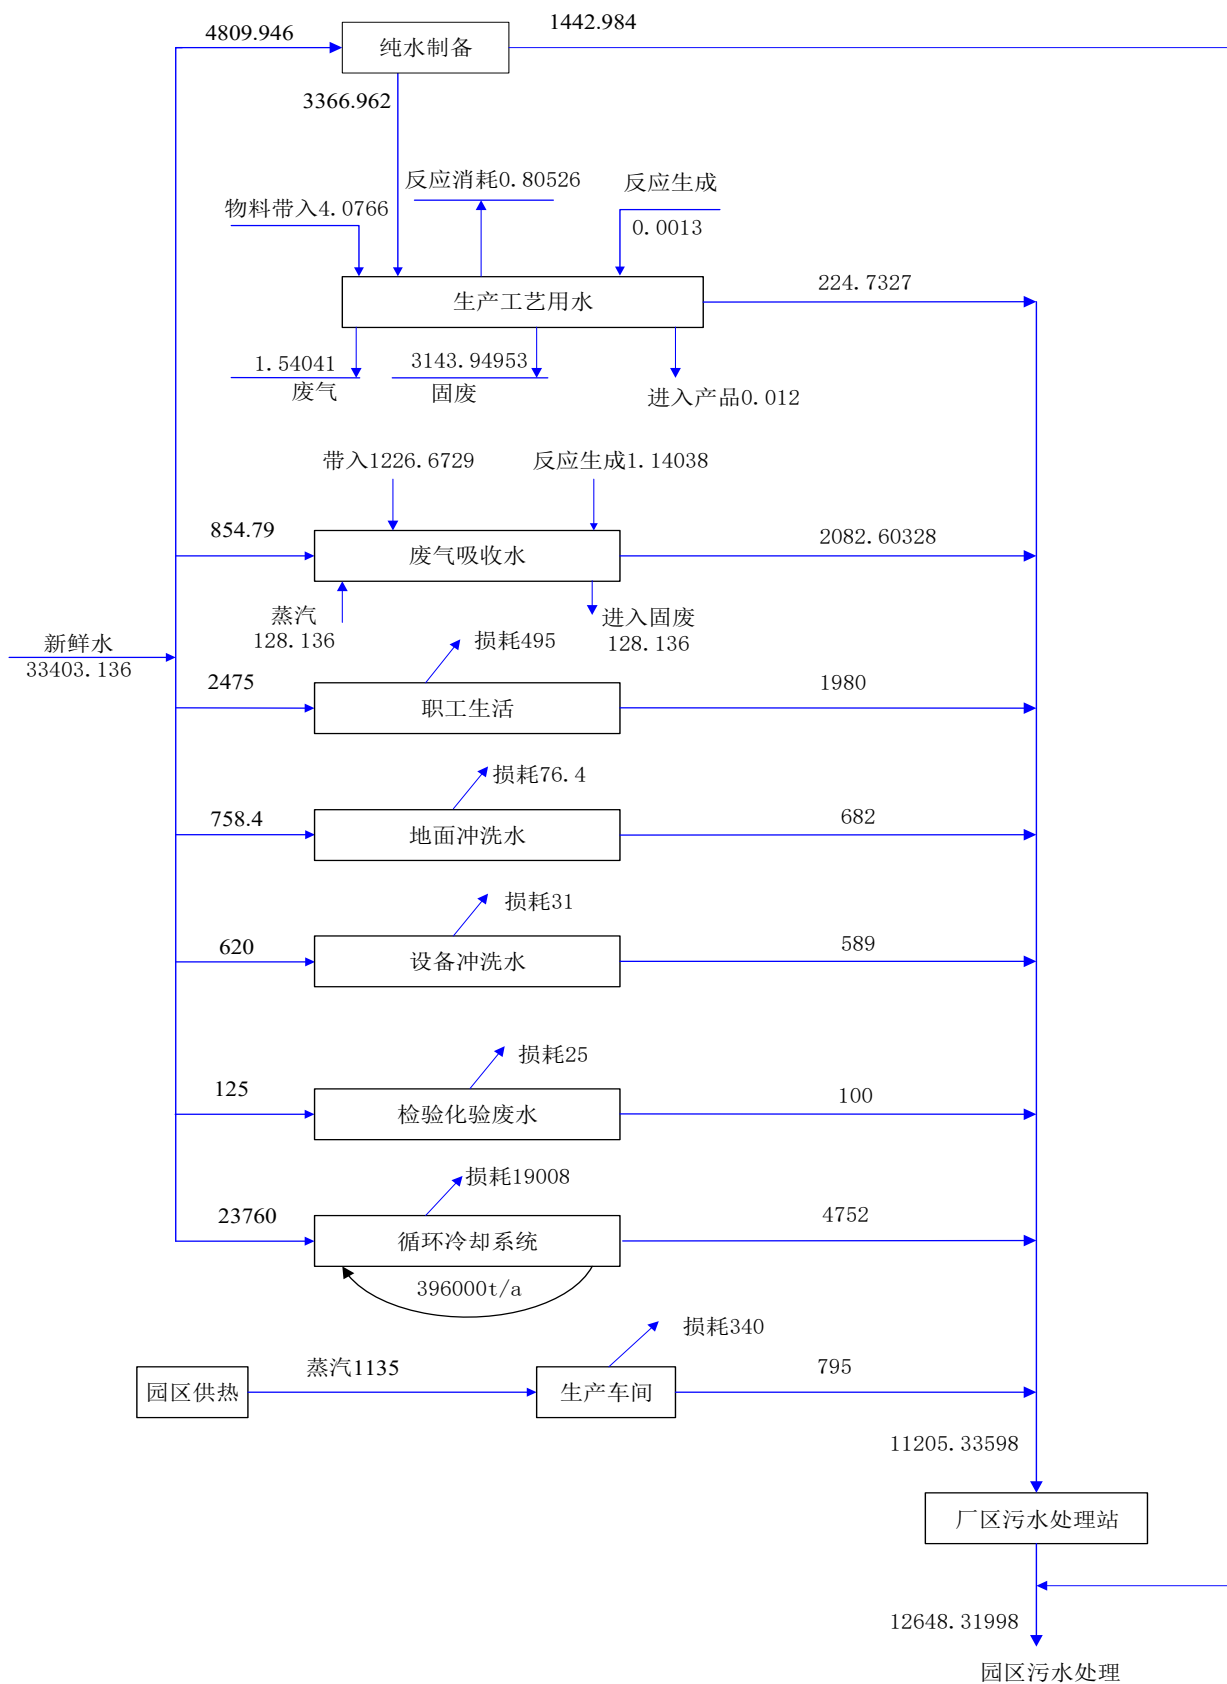 1442.984
4809.946
纯水制备
3366.962
反应消耗0.80526
反应生成
物料带入4.0766
0.0013
生产工艺用水
224.7327
1.54041
废气
3143.94953
固废
进入产品0.012
带入1226.6729
反应生成1.14038
854.79
废气吸收水
2082.60328
蒸汽
128.136
进入固废
128.136
新鲜水
33403.136
损耗495
2475
职工生活
1980
损耗76.4
758.4
地面冲洗水
682
损耗31
620
设备冲洗水
589
损耗25
125
检验化验废水
100
损耗19008
23760
循环冷却系统
4752
396000t/a
损耗340
园区供热
蒸汽1135
生产车间
795
11205.33598
厂区污水处理站
12648.31998
园区污水处理